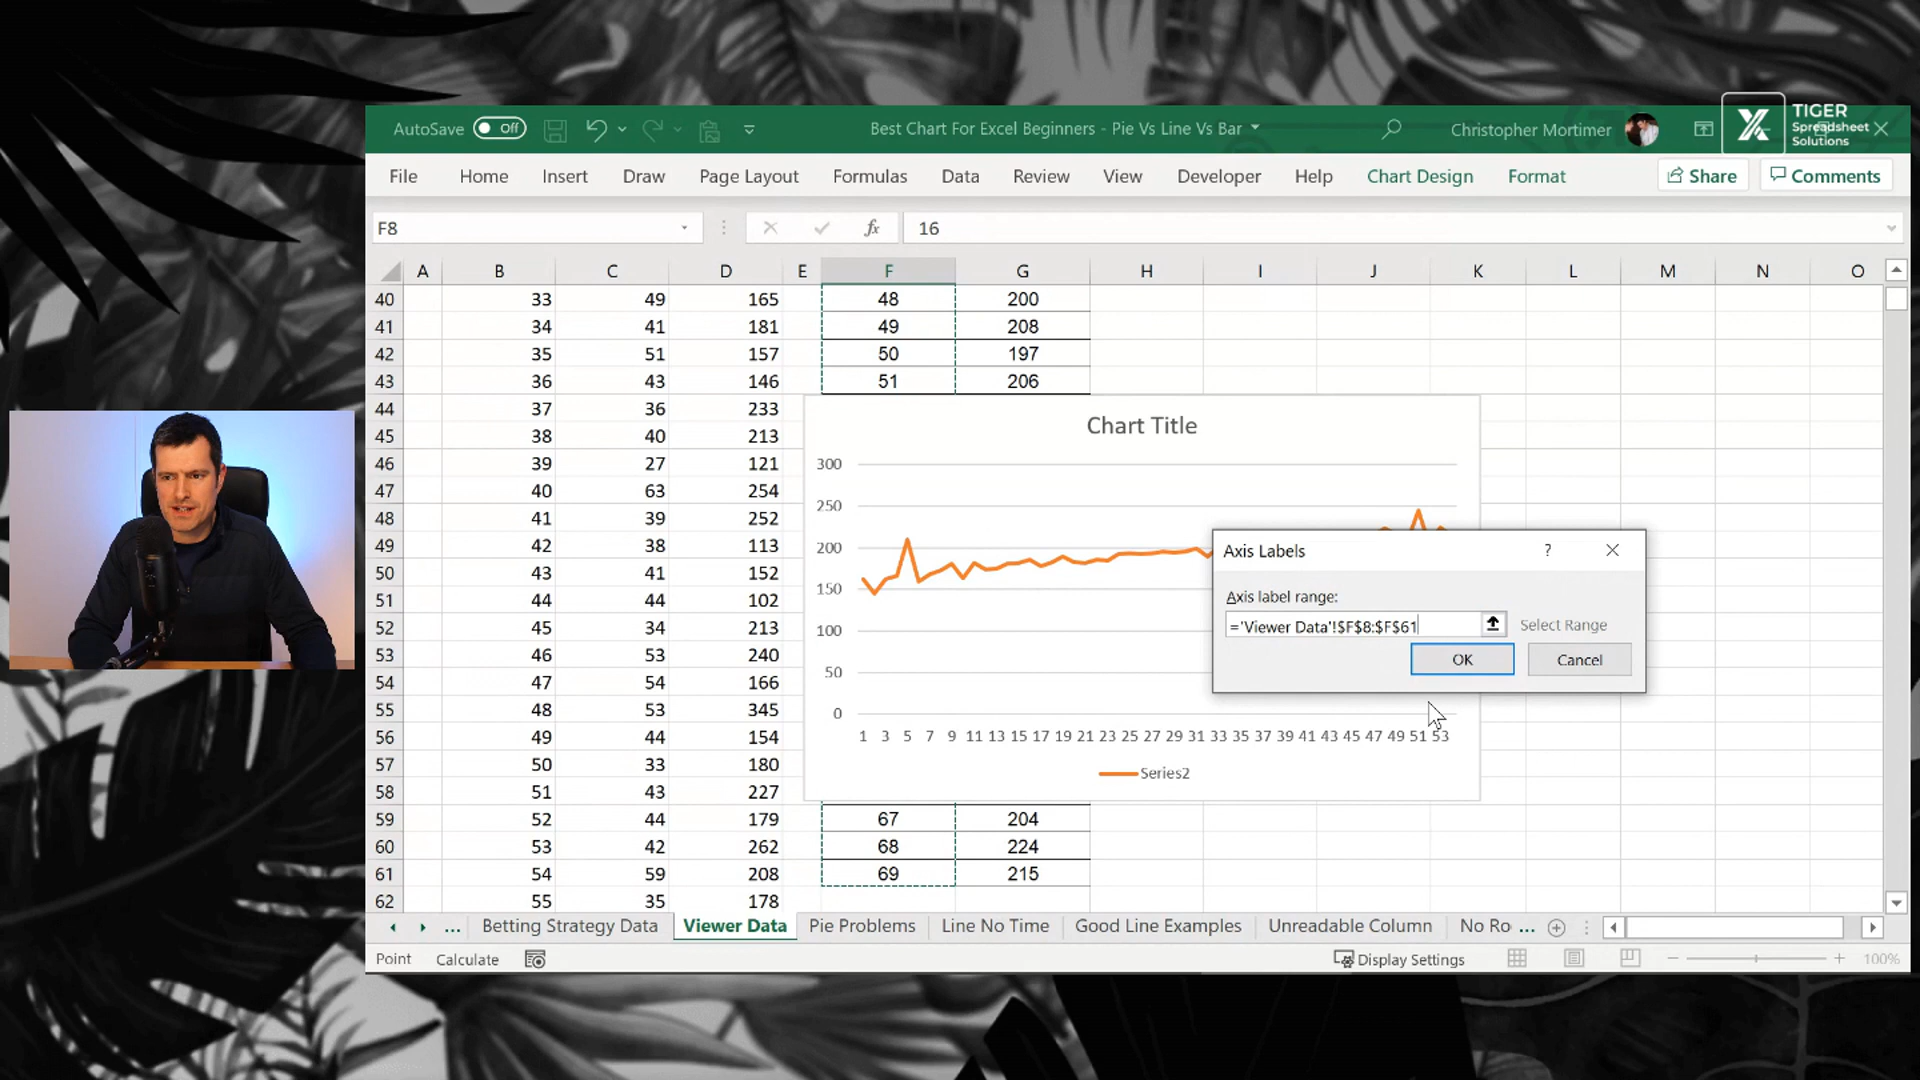 AutoSave Off Best Chart For Excel Beginners - Pie Vs Line Vs Bar Christopher Mortimer
TIGER
Spreadsheet
Solutions
File Home Insert Draw Page Layout Formulas Data Review View Developer Help Chart Design Format Share Comments
F8 fx 16
A B C D E F G H I J K L M N O
40 33 49 165 48 200
41 34 41 181 49 208
42 35 51 157 50 197
43 36 43 146 51 206
44 37 36 233
45 38 40 213
46 39 27 121
47 40 63 254
48 41 39 252
49 42 38 113
50 43 41 152
51 44 44 102
52 45 34 213
53 46 53 240
54 47 54 166
55 48 53 345
56 49 44 154
57 50 33 180
58 51 43 227
59 52 44 179 67 204
60 53 42 262 68 224
61 54 59 208 69 215
62 55 35 178
Chart Title
300
250
200
150
100
50
0
1 3 5 7 9 11 13 15 17 19 21 23 25 27 29 31 33 35 37 39 41 43 45 47 49 51 53
Series2
Axis Labels ?
Axis label range:
='Viewer Data'!$F$8:$F$61 Select Range
OK Cancel
... Betting Strategy Data Viewer Data Pie Problems Line No Time Good Line Examples Unreadable Column No Ro ...
Point Calculate Display Settings 100%